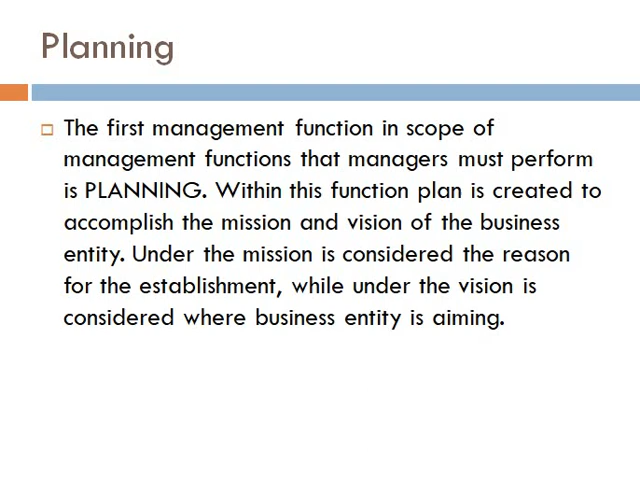 Planning
The first management function in scope of
management functions that managers must perform
is PLANNING. Within this function plan is created to
accomplish the mission and vision of the business
entity. Under the mission is considered the reason
for the establishment, while under the vision is
considered where business entity is aiming.